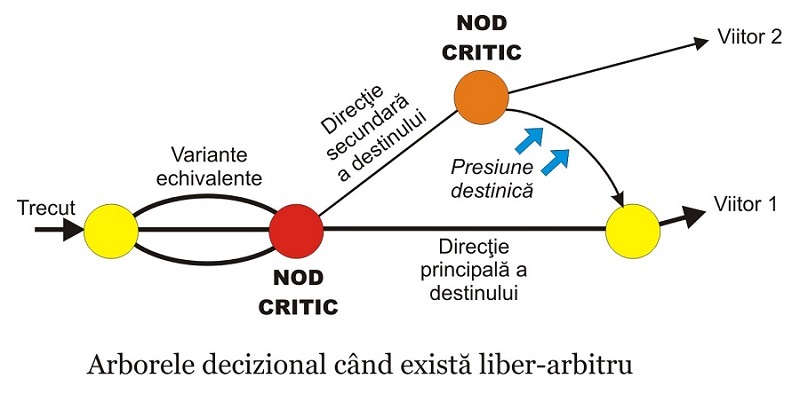 NOD
CRITIC
Viitor 2
Direcţie
secundară
a destinului
Variante
echivalente
Presiune
destinică
Trecut
Viitor 1
NOD
CRITIC
Direcţie
principală a
destinului
Arborele decizional când există liber-arbitru